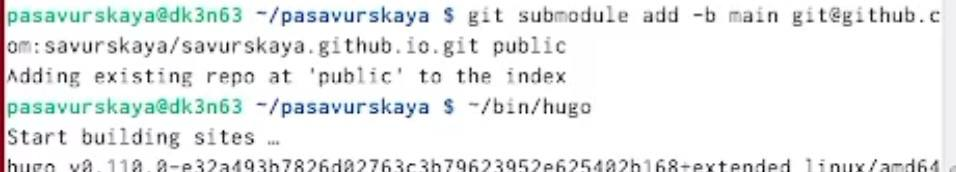 pasavurskaya@dk3n63 ~/pasavurskaya $ git submodule add -b main git@github.c
om:savurskaya/savurskaya.github.io.git public
Adding existing repo at 'public' to the index
pasavurskaya@dk3n63 ~/pasavurskaya $ ~/bin/hugo
Start building sites …
hugo v0.110.0-e32a493b7826d02763c3b79623952e625402b168+extended linux/amd64